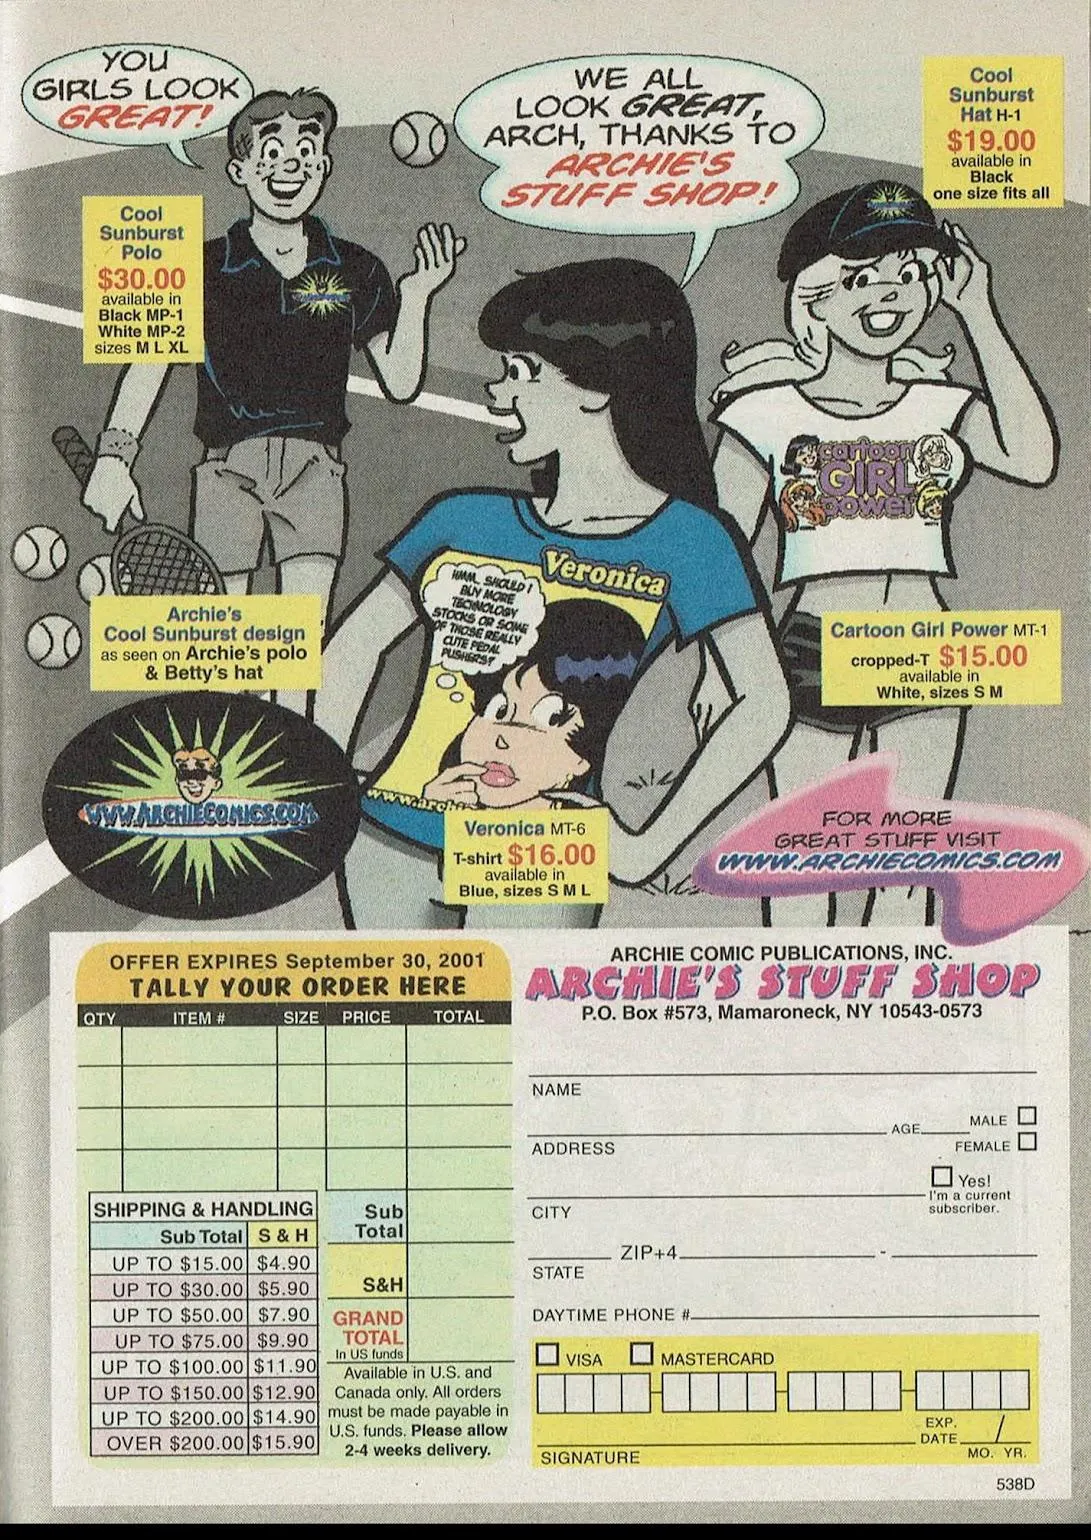 YOU
GIRLS LOOK
GREAT!
WE ALL
LOOK GREAT,
ARCH, THANKS TO
ARCHIE'S
STUFF SHOP!
Cool
Sunburst
Hat H-1
$19.00
available in
Black
one size fits all
Cool
Sunburst
Polo
$30.00
available in
Black MP-1
White MP-2
sizes M L XL
cartoon
GIRL
power
Veronica
HMM.. SHOULD I
BUY MORE
TECHNOLOGY
STOCKS OR SOME
OF THOSE REALLY
CUTE PEDAL
PUSHERS?
www.archie
Archie's
Cool Sunburst design
as seen on Archie's polo
& Betty's hat
Cartoon Girl Power MT-1
cropped-T $15.00
available in
White, sizes S M
WWW.ARCHIECOMICS.COM
Veronica MT-6
T-shirt $16.00
available in
Blue, sizes S M L
FOR MORE
GREAT STUFF VISIT
WWW.ARCHIECOMICS.COM
OFFER EXPIRES September 30, 2001
TALLY YOUR ORDER HERE
QTY ITEM # SIZE PRICE TOTAL
SHIPPING & HANDLING
Sub Total S & H
UP TO $15.00 $4.90
UP TO $30.00 $5.90
UP TO $50.00 $7.90
UP TO $75.00 $9.90
UP TO $100.00 $11.90
UP TO $150.00 $12.90
UP TO $200.00 $14.90
OVER $200.00 $15.90
Sub
Total
S&H
GRAND
TOTAL
In US funds
Available in U.S. and
Canada only. All orders
must be made payable in
U.S. funds. Please allow
2-4 weeks delivery.
ARCHIE COMIC PUBLICATIONS, INC.
ARCHIE'S STUFF SHOP
P.O. Box #573, Mamaroneck, NY 10543-0573
NAME
ADDRESS AGE MALE
FEMALE
Yes!
I'm a current
subscriber.
CITY
STATE ZIP+4 -
DAYTIME PHONE #
VISA MASTERCARD
SIGNATURE
EXP.
DATE /
MO. YR.
538D